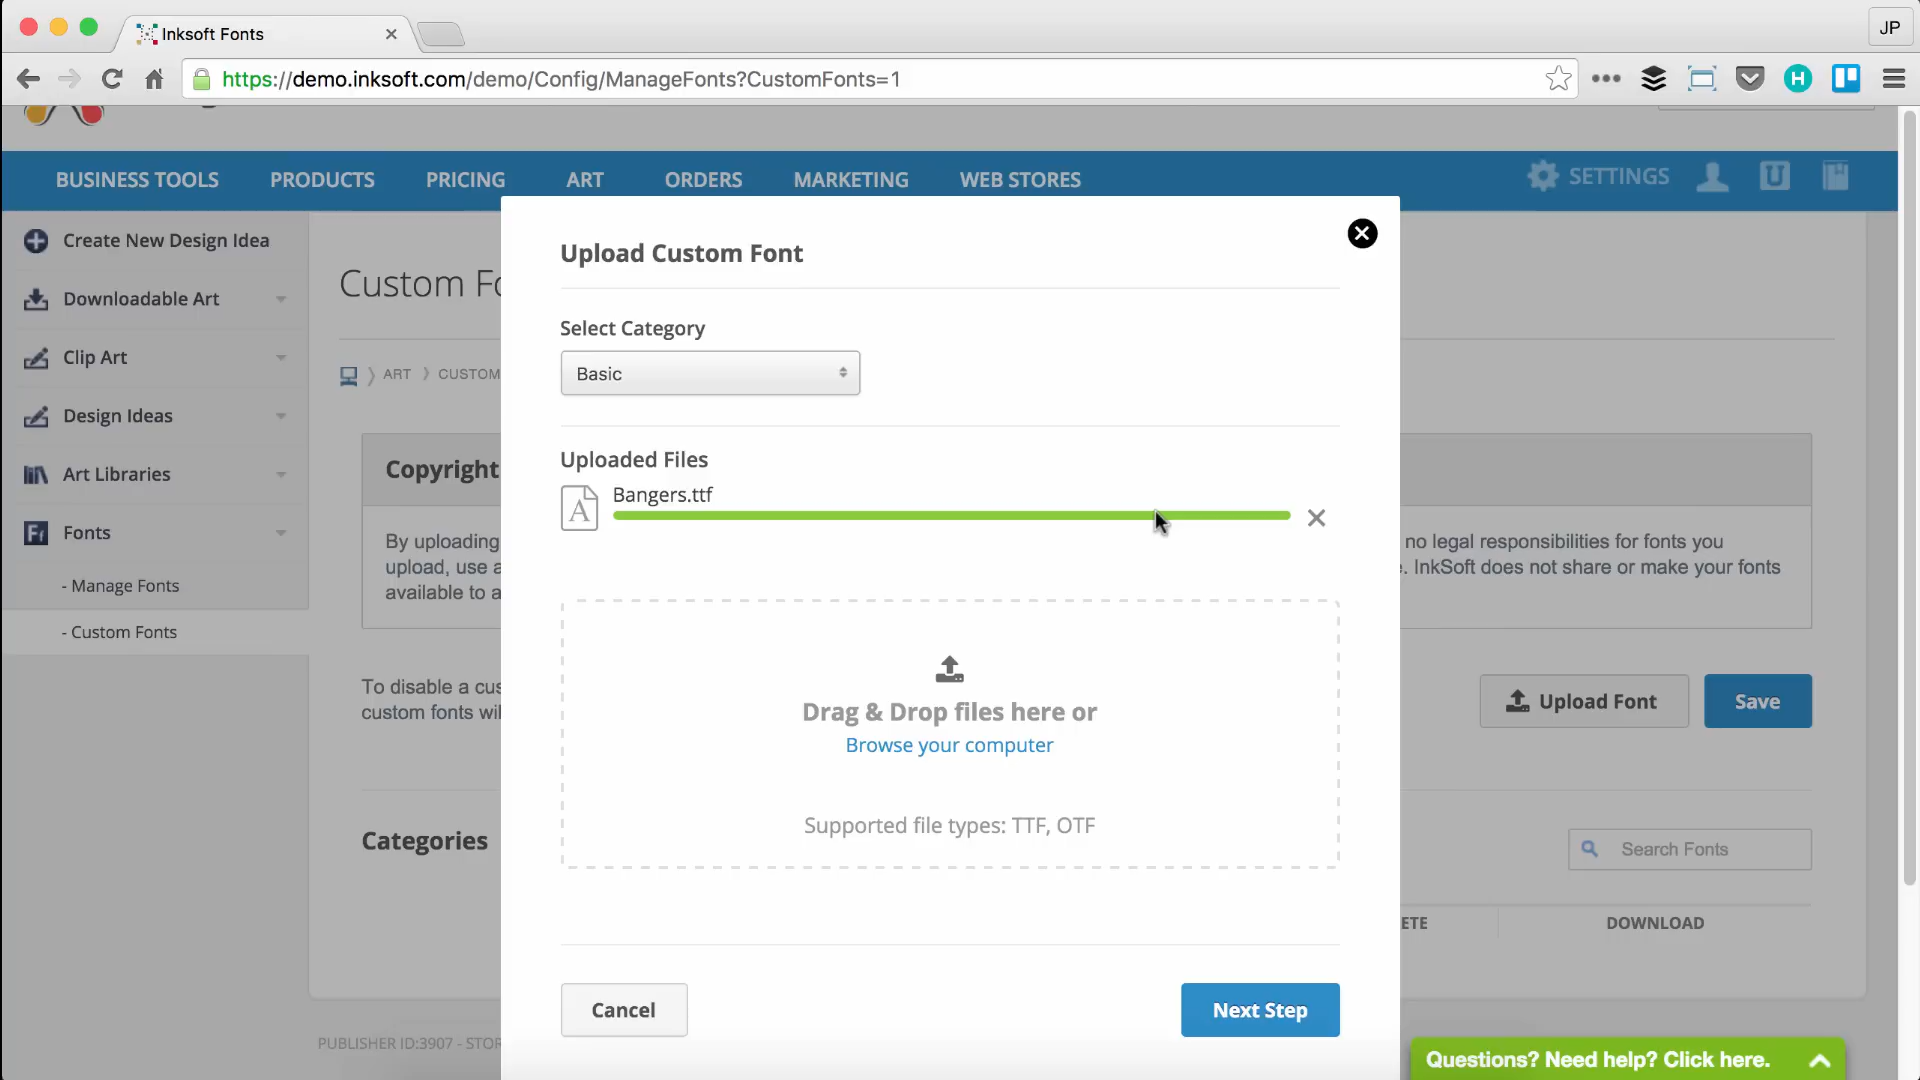 Inksoft Fonts
JP
https://demo.inksoft.com/demo/Config/ManageFonts?CustomFonts=1
H
BUSINESS TOOLS PRODUCTS PRICING ART ORDERS MARKETING WEB STORES SETTINGS
Create New Design Idea
Downloadable Art
Clip Art
Design Ideas
Art Libraries
Fonts
- Manage Fonts
- Custom Fonts
Custom Fo
ART CUSTOM
Copyright
By uploading
upload, use a
available to a
no legal responsibilities for fonts you
. InkSoft does not share or make your fonts
To disable a cus
custom fonts wil
Upload Font
Save
Categories
Search Fonts
ETE DOWNLOAD
PUBLISHER ID:3907 - STOR
Upload Custom Font
Select Category
Basic
Uploaded Files
A
Bangers.ttf
Drag & Drop files here or
Browse your computer
Supported file types: TTF, OTF
Cancel
Next Step
Questions? Need help? Click here.